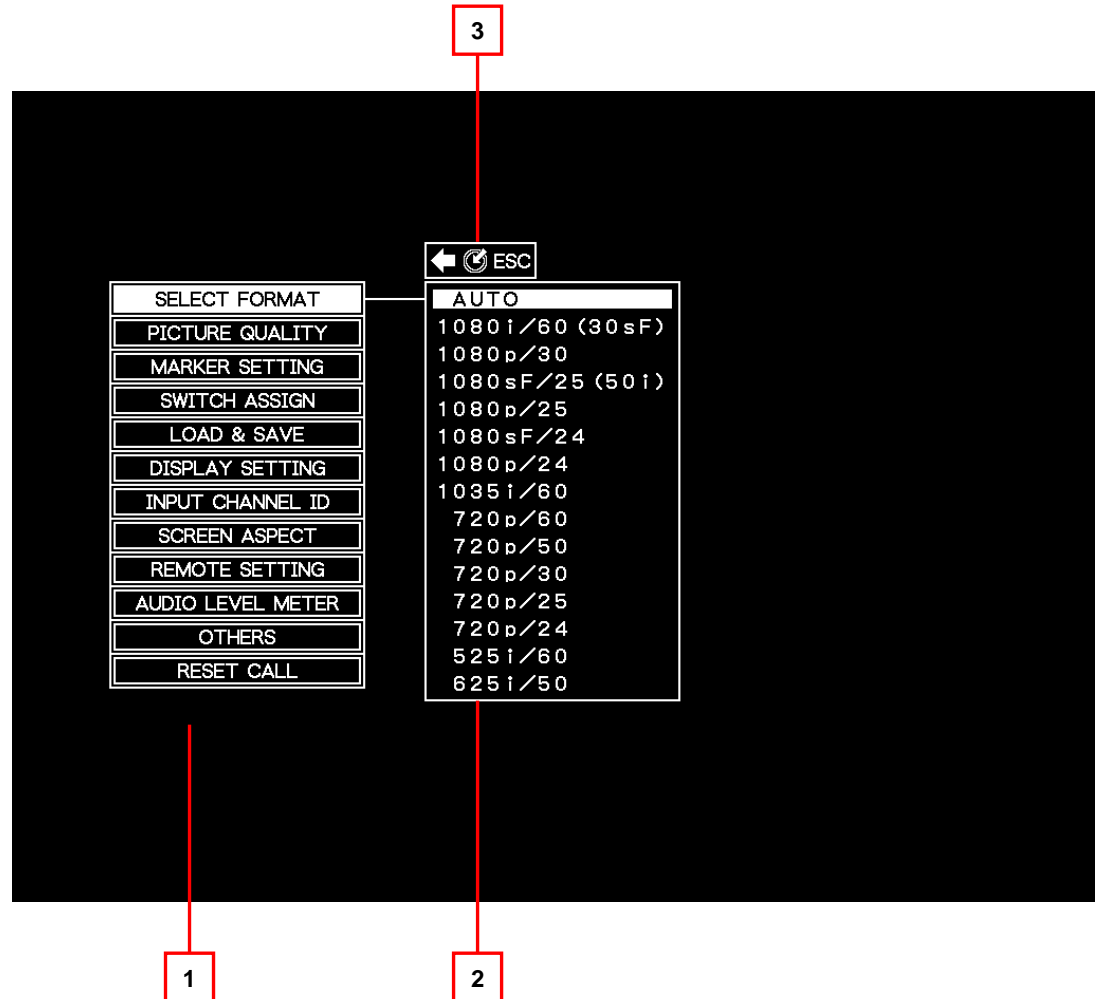 3
ESC
SELECT FORMAT
PICTURE QUALITY
MARKER SETTING
SWITCH ASSIGN
LOAD & SAVE
DISPLAY SETTING
INPUT CHANNEL ID
SCREEN ASPECT
REMOTE SETTING
AUDIO LEVEL METER
OTHERS
RESET CALL
AUTO
1080i/60(30sF)
1080p/30
1080sF/25(50i)
1080p/25
1080sF/24
1080p/24
1035i/60
720p/60
720p/50
720p/30
720p/25
720p/24
525i/60
625i/50
1
2